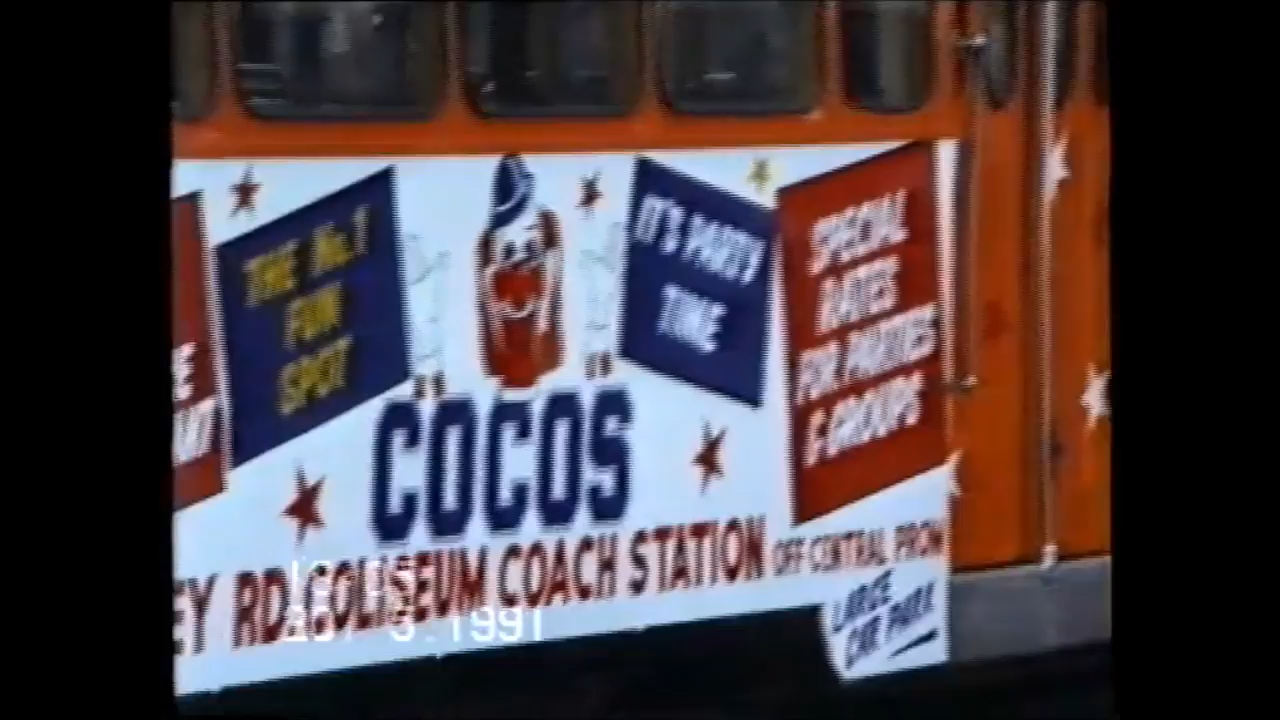 THE No.1
FUN
SPOT
IT'S PARTY
TIME
SPECIAL
RATES
FOR PARTIES
& GROUPS
COCOS
EY RD. COLISEUM COACH STATION OFF CENTRAL PROM
LARGE
CAR PARK
1991